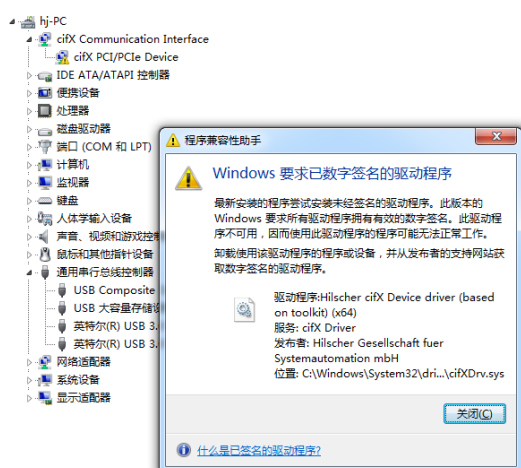 hj-PC
cifX Communication Interface
cifX PCI/PCIe Device
IDE ATA/ATAPI 控制器
便携设备
处理器
磁盘驱动器
端口 (COM 和 LPT)
计算机
监视器
键盘
人体学输入设备
声音、视频和游戏控制
鼠标和其他指针设备
通用串行总线控制器
USB Composite
USB 大容量存储设
英特尔(R) USB 3.
英特尔(R) USB 3.
网络适配器
系统设备
显示适配器
程序兼容性助手
Windows 要求已数字签名的驱动程序
最新安装的程序尝试安装未经签名的驱动程序。此版本的
Windows 要求所有驱动程序拥有有效的数字签名。此驱动程
序不可用，因而使用此驱动程序的程序可能无法正常工作。
卸载使用该驱动程序的程序或设备，并从发布者的支持网站获
取数字签名的驱动程序。
驱动程序:Hilscher cifX Device driver (based
on toolkit) (x64)
服务: cifX Driver
发布者: Hilscher Gesellschaft fuer
Systemautomation mbH
位置: C:\Windows\System32\dri...\cifXDrv.sys
关闭(C)
什么是已签名的驱动程序?